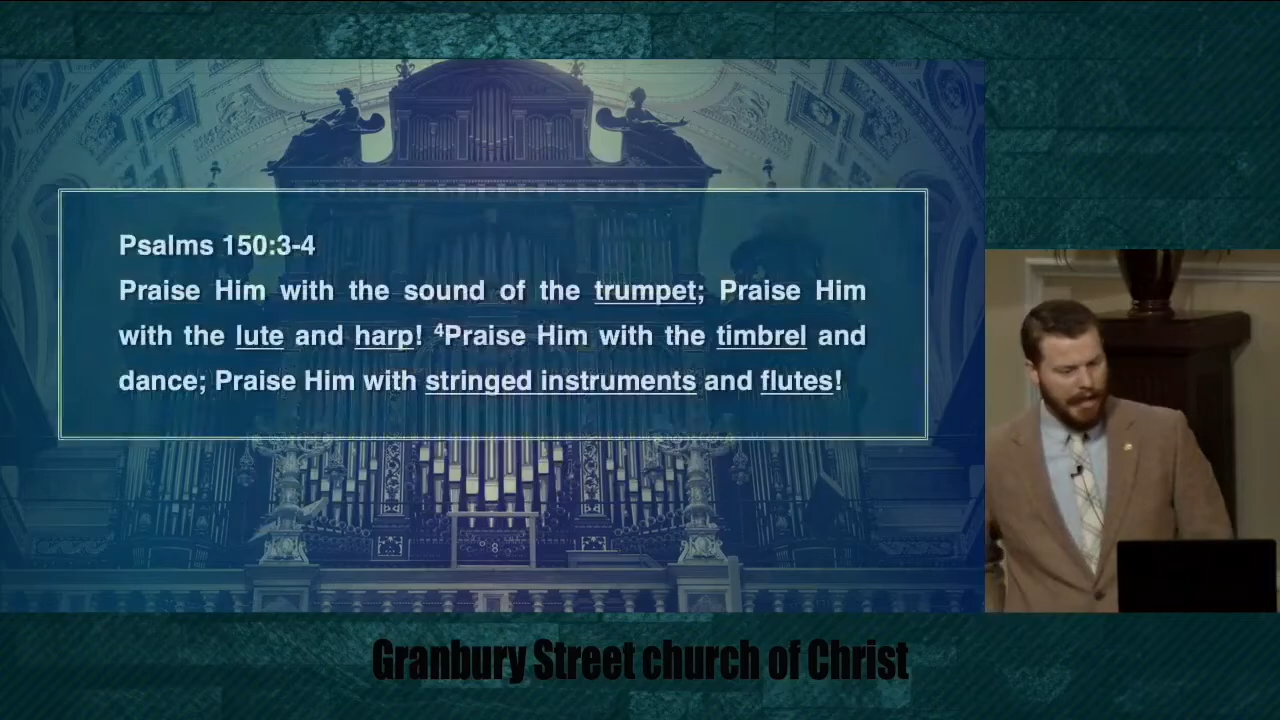 Psalms 150:3-4
Praise Him with the sound of the trumpet; Praise Him
with the lute and harp! ⁴Praise Him with the timbrel and
dance; Praise Him with stringed instruments and flutes!
Granbury Street church of Christ